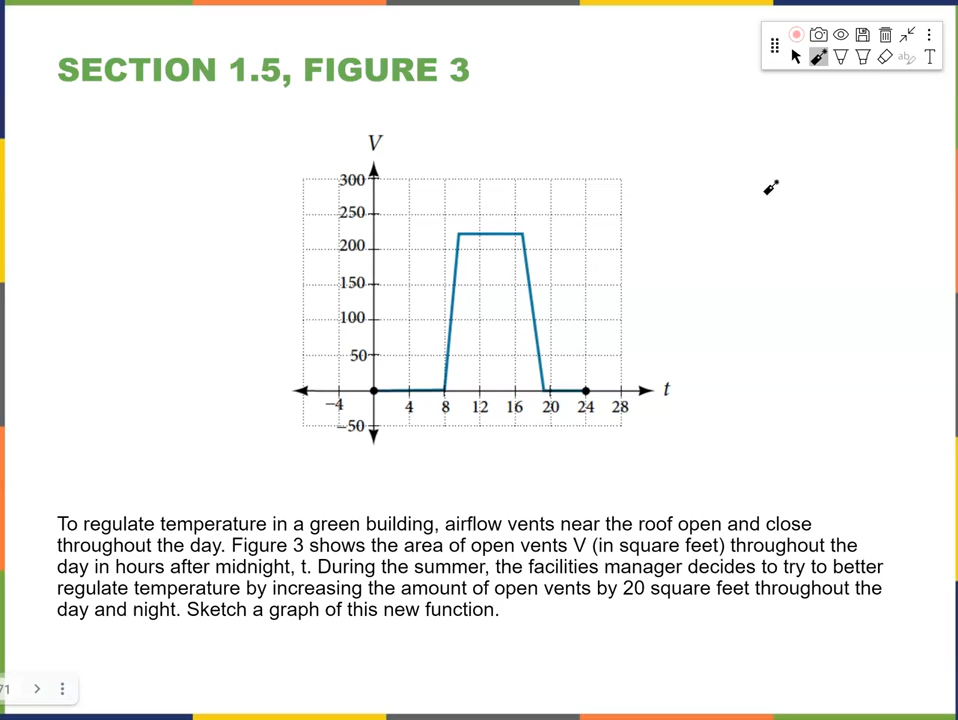 SECTION 1.5, FIGURE 3
ab
T
V
300
250
200
150
100
50
t
-4
4
8
12
16
20
24
28
-50
To regulate temperature in a green building, airflow vents near the roof open and close
throughout the day. Figure 3 shows the area of open vents V (in square feet) throughout the
day in hours after midnight, t. During the summer, the facilities manager decides to try to better
regulate temperature by increasing the amount of open vents by 20 square feet throughout the
day and night. Sketch a graph of this new function.
71